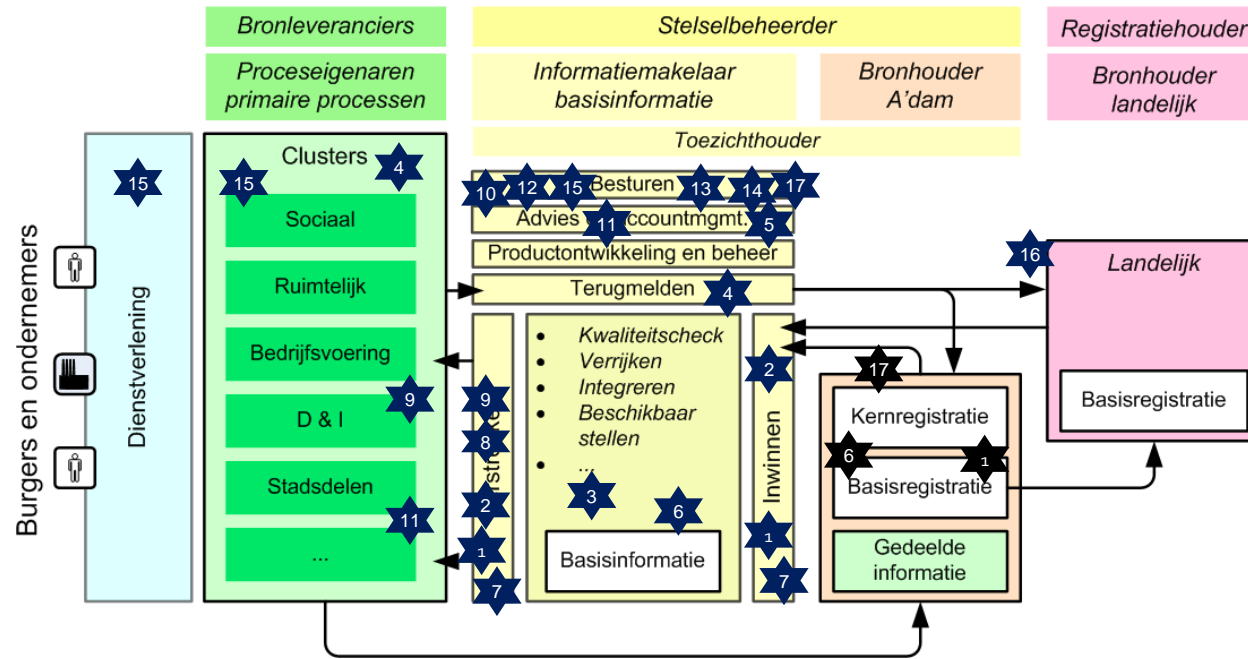 Bronleveranciers
Stelselbeheerder
Registratiehouder
Proceseigenaren
primaire processen
Informatiemakelaar
basisinformatie
Bronhouder
A'dam
Bronhouder
landelijk
Toezichthouder
Burgers en ondernemers
Dienstverlening
15
Clusters
4
15
Sociaal
Ruimtelijk
Bedrijfsvoering
9
D & I
Stadsdelen
11
...
Besturen
10
12
15
13
14
17
Advies
accountmgmt.
11
5
Productontwikkeling en beheer
Terugmelden
4
9
8
2
1
7
• Kwaliteitscheck
• Verrijken
• Integreren
• Beschikbaar
stellen
• ...
3
6
Basisinformatie
Inwinnen
2
1
7
17
Kernregistratie
6
1
Basisregistratie
Gedeelde
informatie
16
Landelijk
Basisregistratie